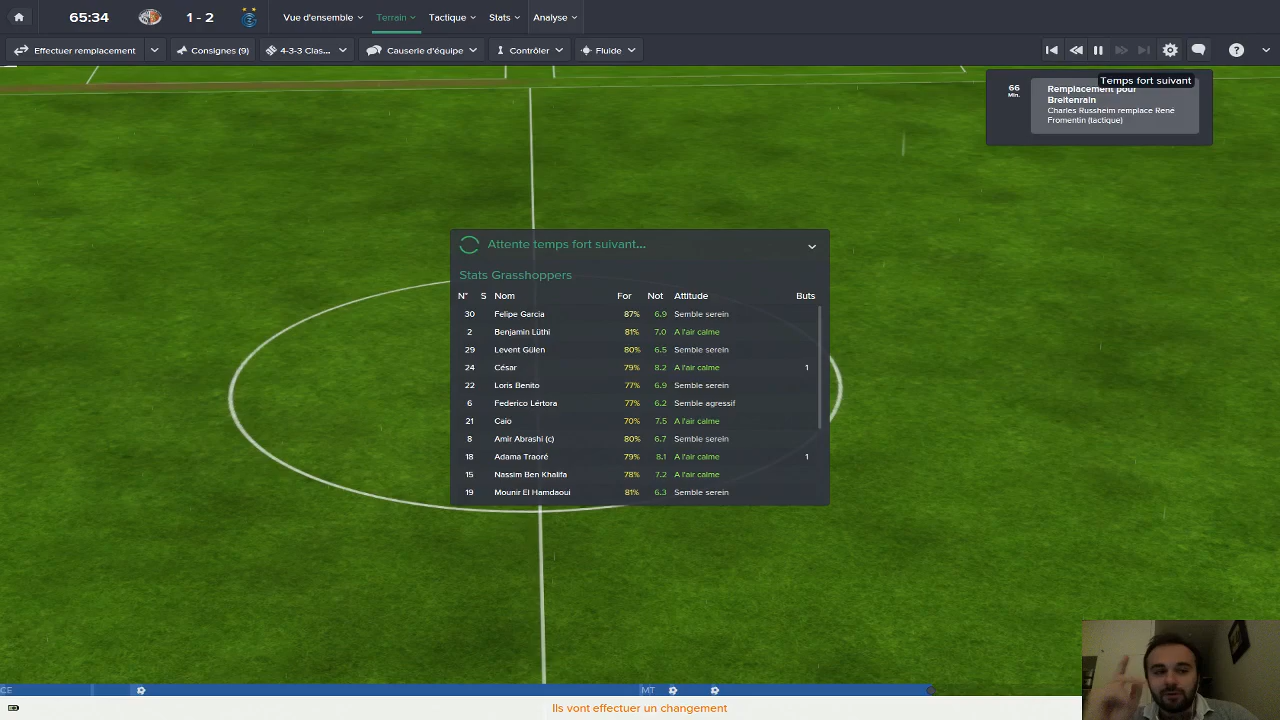 65:34
1 - 2
Vue d'ensemble
Terrain
Tactique
Stats
Analyse
Effectuer remplacement
Consignes (9)
4-3-3 Clas...
Causerie d'équipe
Contrôler
Fluide
Temps fort suivant
66
Min.
Remplacement pour
Breitenrain
Charles Russheim remplace René
Fromentin (tactique)
Attente temps fort suivant...
Stats Grasshoppers
N° S Nom For Not Attitude Buts
30 Felipe Garcia 87% 6.9 Semble serein
2 Benjamin Lüthi 81% 7.0 A l'air calme
29 Levent Gülen 80% 6.5 Semble serein
24 César 79% 8.2 A l'air calme 1
22 Loris Benito 77% 6.9 Semble serein
6 Federico Lértora 77% 6.2 Semble agressif
21 Caio 70% 7.5 A l'air calme
8 Amir Abrashi (c) 80% 6.7 Semble serein
18 Adama Traoré 79% 8.1 A l'air calme 1
15 Nassim Ben Khalifa 78% 7.2 A l'air calme
19 Mounir El Hamdaoui 81% 6.3 Semble serein
CE
MT
Ils vont effectuer un changement